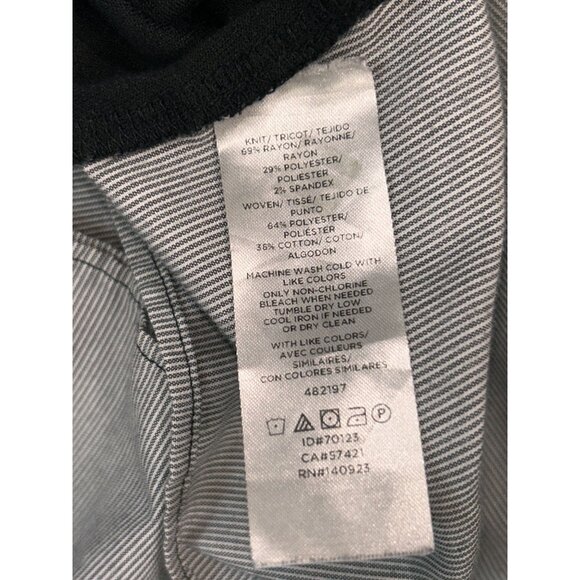 KNIT/ TRICOT/ TEJIDO
69% RAYON/ RAYONNE/
RAYON
29% POLYESTER/
POLIESTER
2% SPANDEX
WOVEN/ TISSÉ/ TEJIDO DE
PUNTO
64% POLYESTER/
POLIÉSTER
36% COTTON/ COTON/
ALGODÓN
MACHINE WASH COLD WITH
LIKE COLORS
ONLY NON-CHLORINE
BLEACH WHEN NEEDED
TUMBLE DRY LOW
COOL IRON IF NEEDED
OR DRY CLEAN
WITH LIKE COLORS/
AVEC COULEURS
SIMILAIRES/
CON COLORES SIMILARES
482197
P
ID#70123
CA#57421
RN#140923